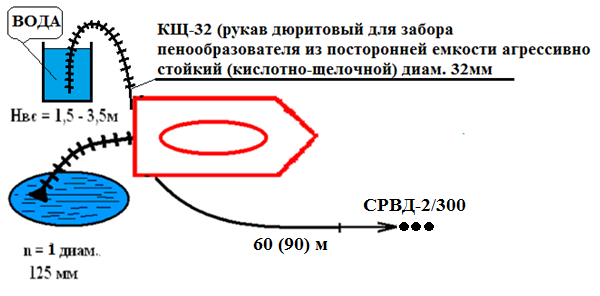 ВОДА
КЩ-32 (рукав дюритовый для забора
пенообразователя из посторонней емкости агрессивно
стойкий (кислотно-щелочной) диам. 32мм
Нвс = 1,5 - 3,5м
СРВД-2/300
60 (90) м
n = 1 диам.
125 мм